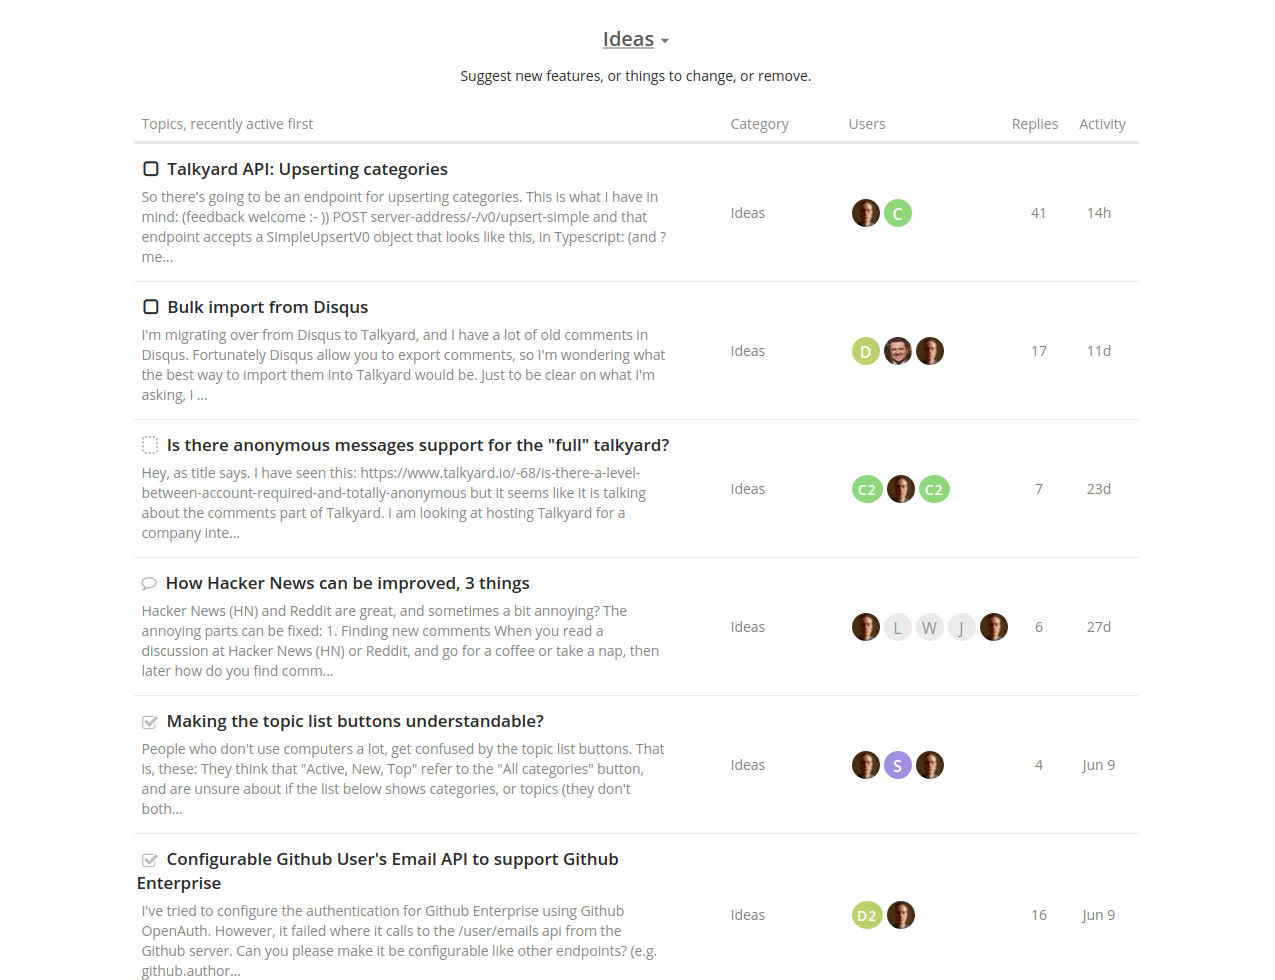 Ideas
Suggest new features, or things to change, or remove.
Topics, recently active first Category Users Replies Activity
Talkyard API: Upserting categories
So there's going to be an endpoint for upserting categories. This is what I have in
mind: (feedback welcome :- )) POST server-address/-/v0/upsert-simple and that
endpoint accepts a SimpleUpsertV0 object that looks like this, in Typescript: (and ?
me...
Ideas C 41 14h
Bulk import from Disqus
I'm migrating over from Disqus to Talkyard, and I have a lot of old comments in
Disqus. Fortunately Disqus allow you to export comments, so I'm wondering what
the best way to import them into Talkyard would be. Just to be clear on what I'm
asking, I ...
Ideas D 17 11d
Is there anonymous messages support for the "full" talkyard?
Hey, as title says. I have seen this: https://www.talkyard.io/-68/is-there-a-level-
between-account-required-and-totally-anonymous but it seems like it is talking
about the comments part of Talkyard. I am looking at hosting Talkyard for a
company inte...
Ideas C2 C2 7 23d
How Hacker News can be improved, 3 things
Hacker News (HN) and Reddit are great, and sometimes a bit annoying? The
annoying parts can be fixed: 1. Finding new comments When you read a
discussion at Hacker News (HN) or Reddit, and go for a coffee or take a nap, then
later how do you find comm...
Ideas L W J 6 27d
Making the topic list buttons understandable?
People who don't use computers a lot, get confused by the topic list buttons. That
is, these: They think that "Active, New, Top" refer to the "All categories" button,
and are unsure about if the list below shows categories, or topics (they don't
both...
Ideas S 4 Jun 9
Configurable Github User's Email API to support Github
Enterprise
I've tried to configure the authentication for Github Enterprise using Github
OpenAuth. However, it failed where it calls to the /user/emails api from the
Github server. Can you please make it be configurable like other endpoints? (e.g.
github.author...
Ideas D2 16 Jun 9